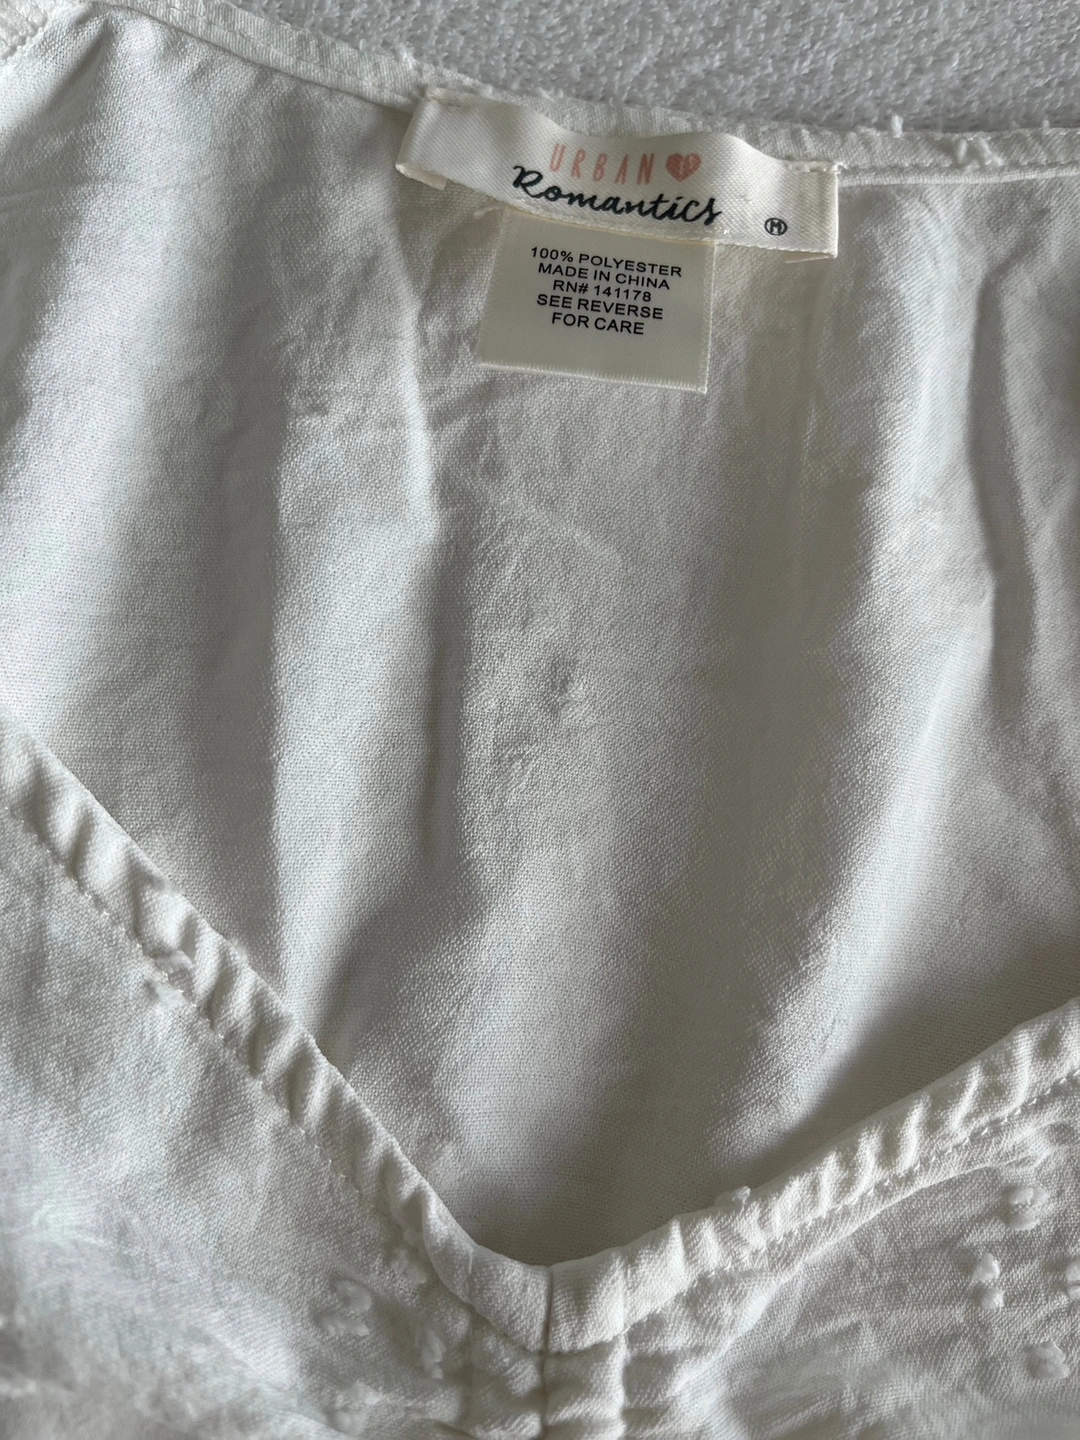 URBAN
Romantics
M
100% POLYESTER
MADE IN CHINA
RN# 141178
SEE REVERSE
FOR CARE